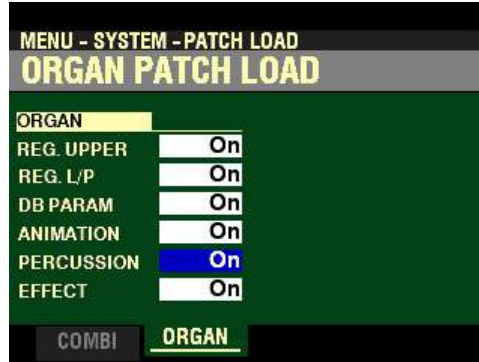 MENU - SYSTEM - PATCH LOAD
ORGAN PATCH LOAD
ORGAN
REG. UPPER On
REG. L/P On
DB PARAM On
ANIMATION On
PERCUSSION On
EFFECT On
COMBI ORGAN